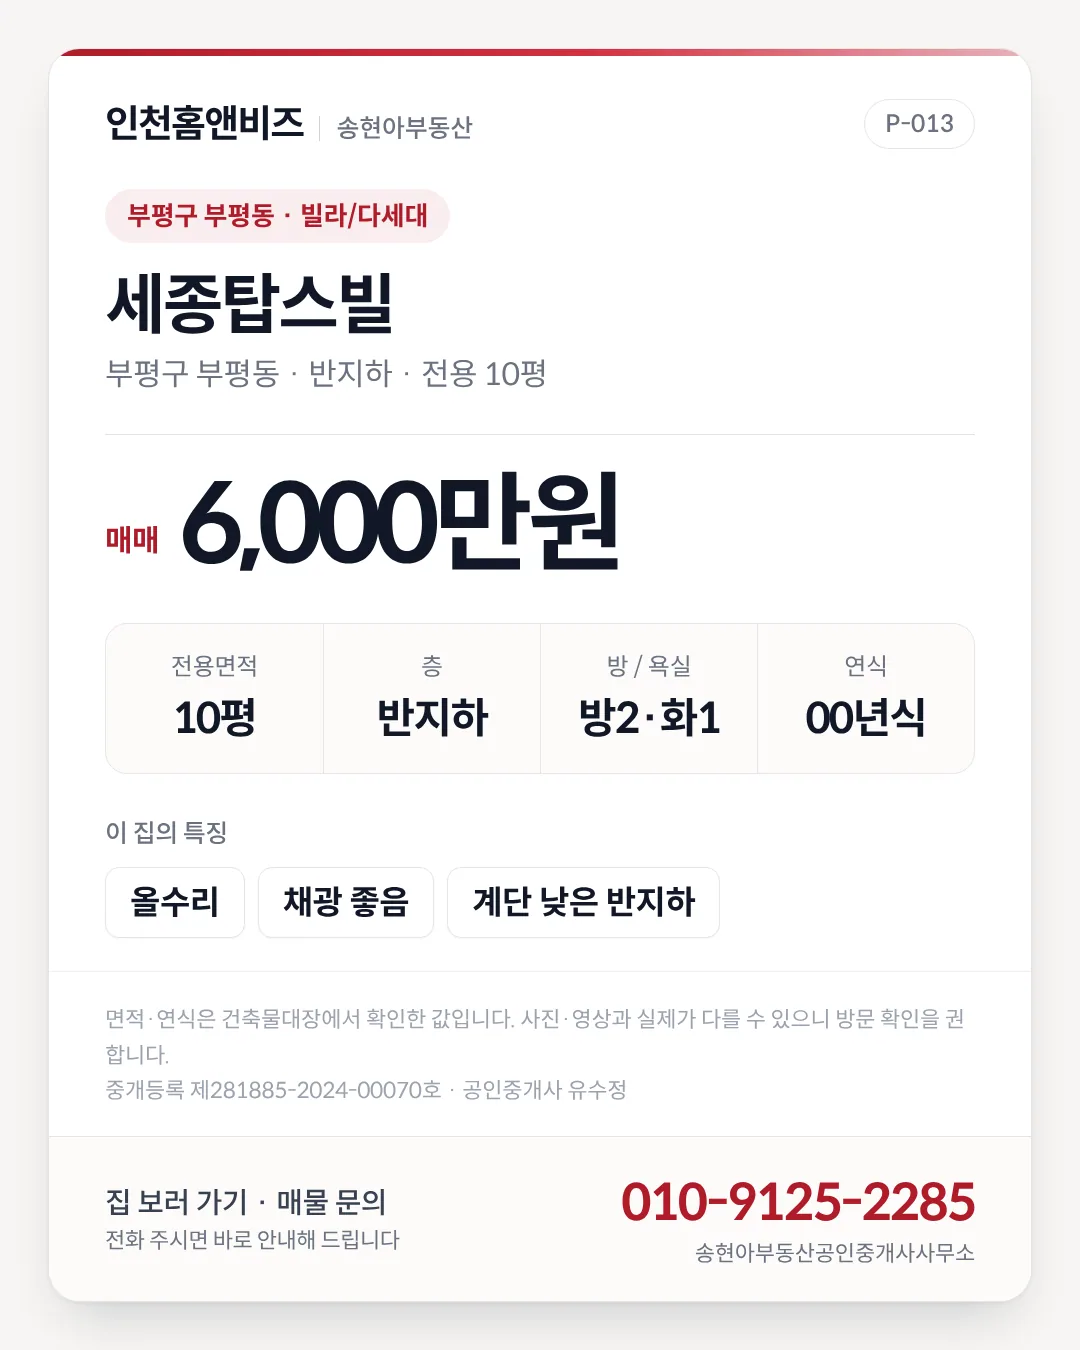 인천홈앤비즈 | 송현아부동산
P-013
부평구 부평동 · 빌라/다세대
세종탑스빌
부평구 부평동 · 반지하 · 전용 10평
매매 6,000만원
전용면적
10평
층
반지하
방 / 욕실
방2·화1
연식
00년식
이 집의 특징
올수리
채광 좋음
계단 낮은 반지하
면적·연식은 건축물대장에서 확인한 값입니다. 사진·영상과 실제가 다를 수 있으니 방문 확인을 권
합니다.
중개등록 제281885-2024-00070호 · 공인중개사 유수정
집 보러 가기 · 매물 문의
전화 주시면 바로 안내해 드립니다
010-9125-2285
송현아부동산공인중개사사무소